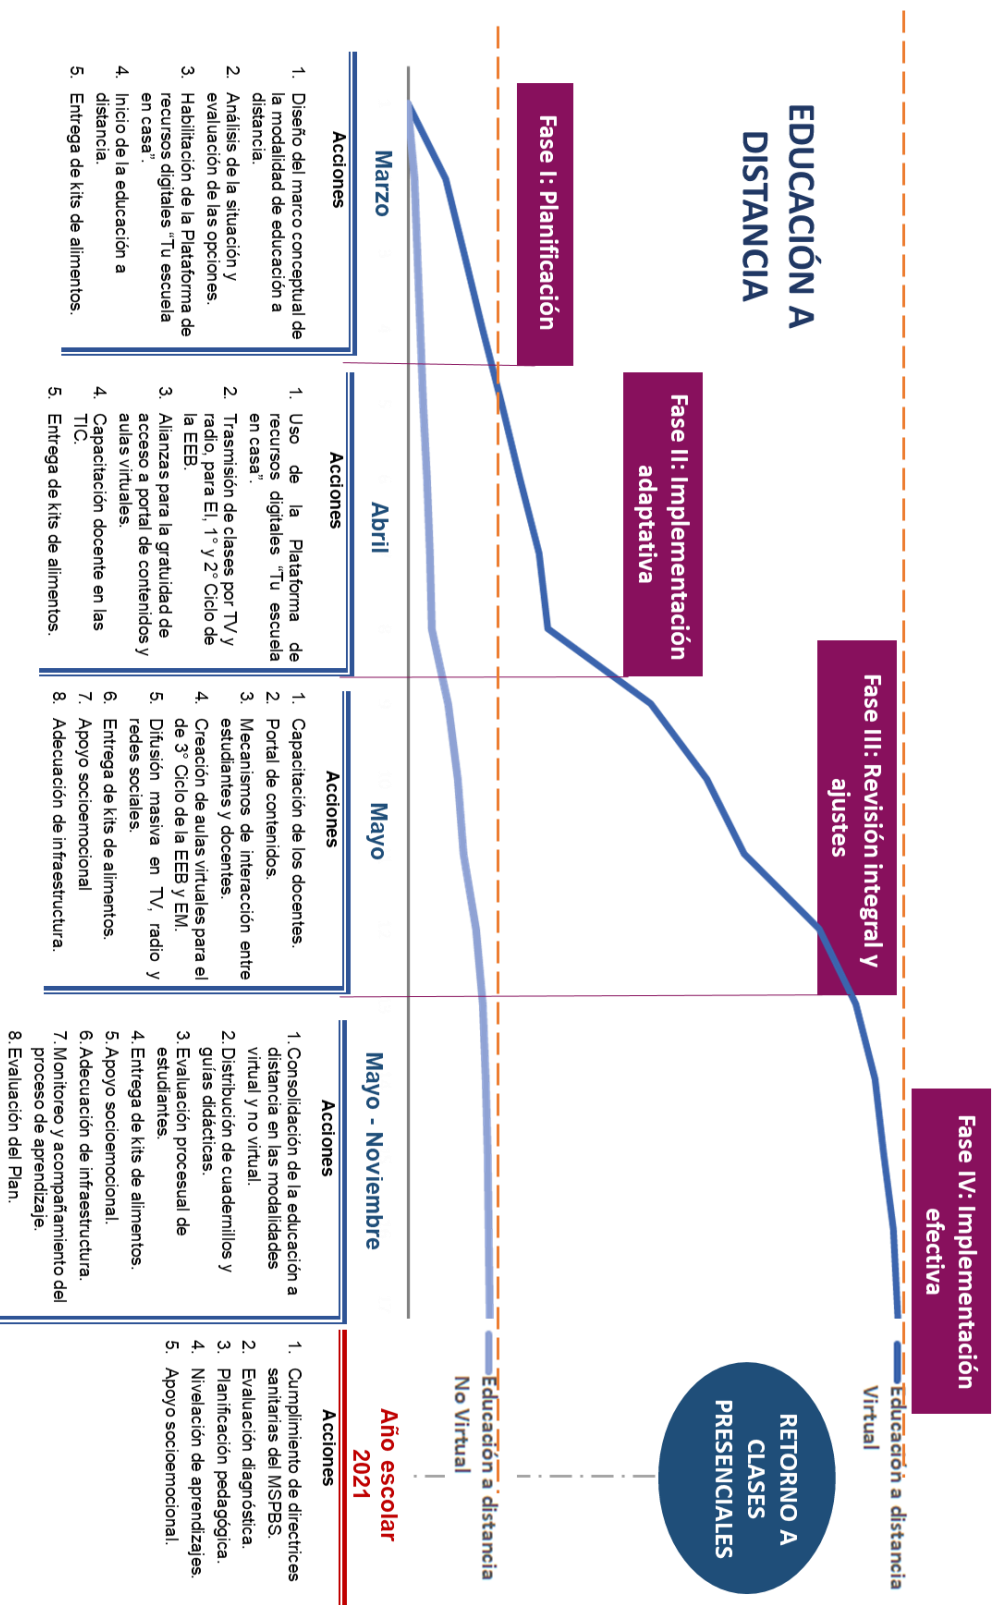 EDUCACIÓN A
DISTANCIA
Fase I: Planificación
Fase II: Implementación
adaptativa
Fase III: Revisión integral y
ajustes
Fase IV: Implementación
efectiva
Educación a distancia
Virtual
RETORNO A
CLASES
PRESENCIALES
Educación a distancia
No Virtual
Marzo
Acciones
1. Diseño del marco conceptual de
la modalidad de educación a
distancia.
2. Análisis de la situación y
evaluación de las opciones.
3. Habilitación de la Plataforma de
recursos digitales “Tu escuela
en casa”.
4. Inicio de la educación a
distancia.
5. Entrega de kits de alimentos.
Abril
Acciones
1. Uso de la Plataforma de
recursos digitales “Tu escuela
en casa”.
2. Trasmisión de clases por TV y
radio, para EI, 1° y 2° Ciclo de
la EEB.
3. Alianzas para la gratuidad de
acceso a portal de contenidos y
aulas virtuales.
4. Capacitación docente en las
TIC.
5. Entrega de kits de alimentos.
Mayo
Acciones
1. Capacitación de los docentes.
2. Portal de contenidos.
3. Mecanismos de interacción entre
estudiantes y docentes.
4. Creación de aulas virtuales para el
de 3° Ciclo de la EEB y EM.
5. Difusión masiva en TV, radio y
redes sociales.
6. Entrega de kits de alimentos.
7. Apoyo socioemocional
8. Adecuación de infraestructura.
Mayo - Noviembre
Acciones
1. Consolidación de la educación a
distancia en las modalidades
virtual y no virtual.
2. Distribución de cuadernillos y
guías didácticas.
3. Evaluación procesual de
estudiantes.
4. Entrega de kits de alimentos.
5. Apoyo socioemocional.
6. Adecuación de infraestructura.
7. Monitoreo y acompañamiento del
proceso de aprendizaje.
8. Evaluación del Plan.
Año escolar
2021
Acciones
1. Cumplimiento de directrices
sanitarias del MSPBS.
2. Evaluación diagnóstica.
3. Planificación pedagógica.
4. Nivelación de aprendizajes.
5. Apoyo socioemocional.